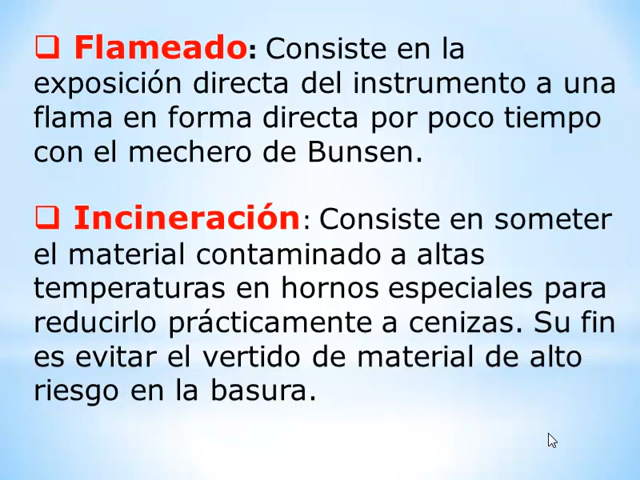 ❑ Flameado: Consiste en la
exposición directa del instrumento a una
flama en forma directa por poco tiempo
con el mechero de Bunsen.
❑ Incineración: Consiste en someter
el material contaminado a altas
temperaturas en hornos especiales para
reducirlo prácticamente a cenizas. Su fin
es evitar el vertido de material de alto
riesgo en la basura.